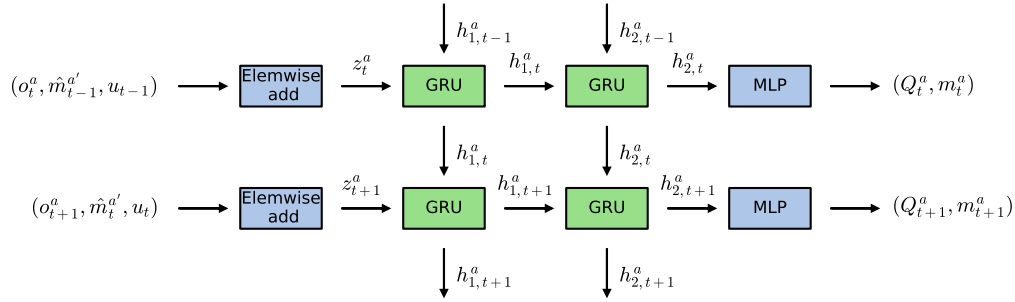 h^a_{1,t−1} h^a_{2,t−1}
(o^a_t, m̂^{a′}_{t−1}, u_{t−1}) Elemwise add z^a_t GRU h^a_{1,t} GRU h^a_{2,t} MLP (Q^a_t, m^a_t)
h^a_{1,t} h^a_{2,t}
(o^a_{t+1}, m̂^{a′}_t, u_t) Elemwise add z^a_{t+1} GRU h^a_{1,t+1} GRU h^a_{2,t+1} MLP (Q^a_{t+1}, m^a_{t+1})
h^a_{1,t+1} h^a_{2,t+1}